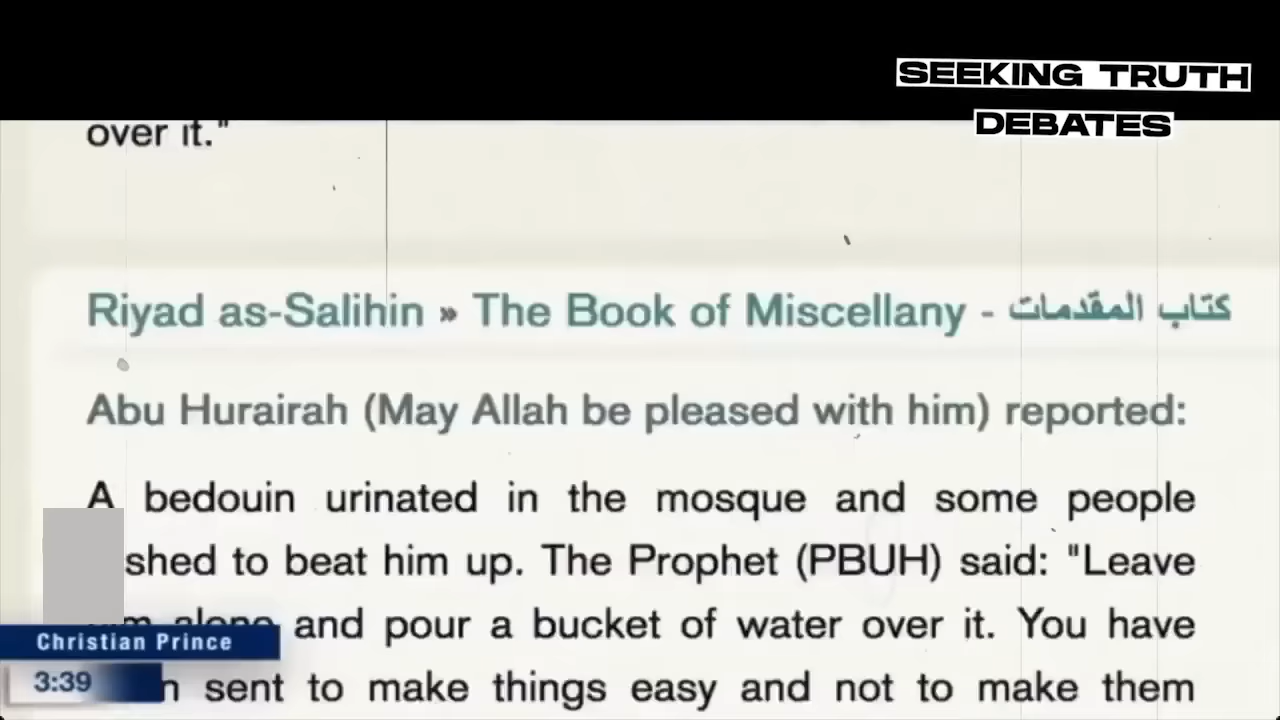 SEEKING TRUTH
DEBATES
over it."
Riyad as-Salihin » The Book of Miscellany - كتاب المقدمات
Abu Hurairah (May Allah be pleased with him) reported:
A bedouin urinated in the mosque and some people
to beat him up. The Prophet (PBUH) said: "Leave
alone and pour a bucket of water over it. You have
Christian Prince
3:39
sent to make things easy and not to make them